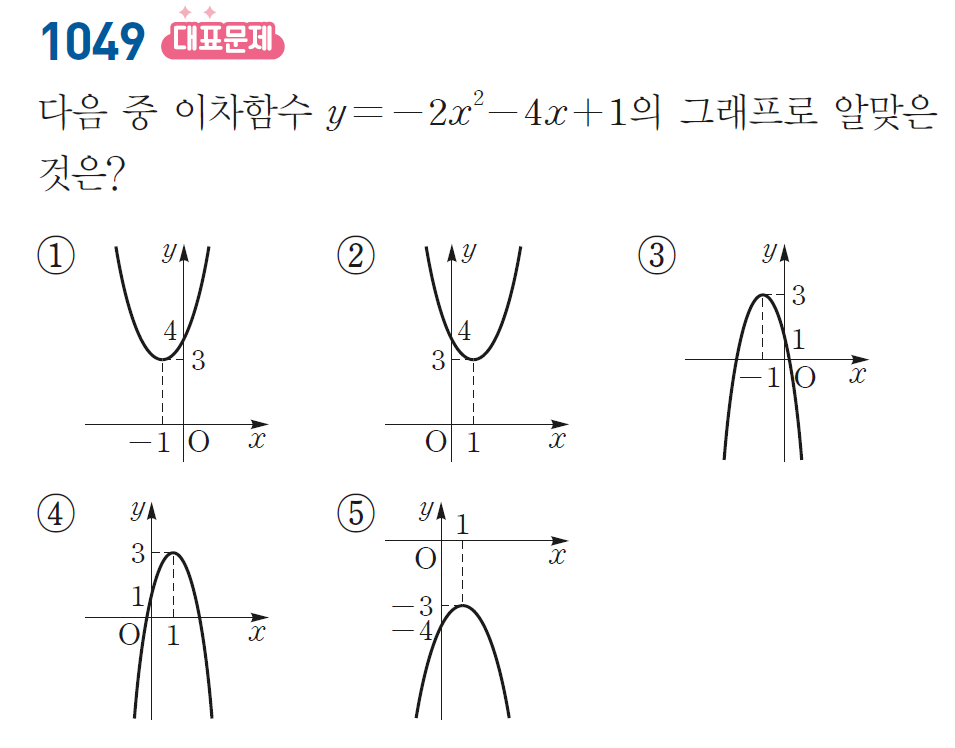 1049 대표문제
다음 중 이차함수 y=-2x²-4x+1의 그래프로 알맞은
것은?
① y 4 3 -1 O x
② y 4 3 O 1 x
③ y 3 1 -1 O x
④ y 3 1 O 1 x
⑤ y 1 O x -3 -4